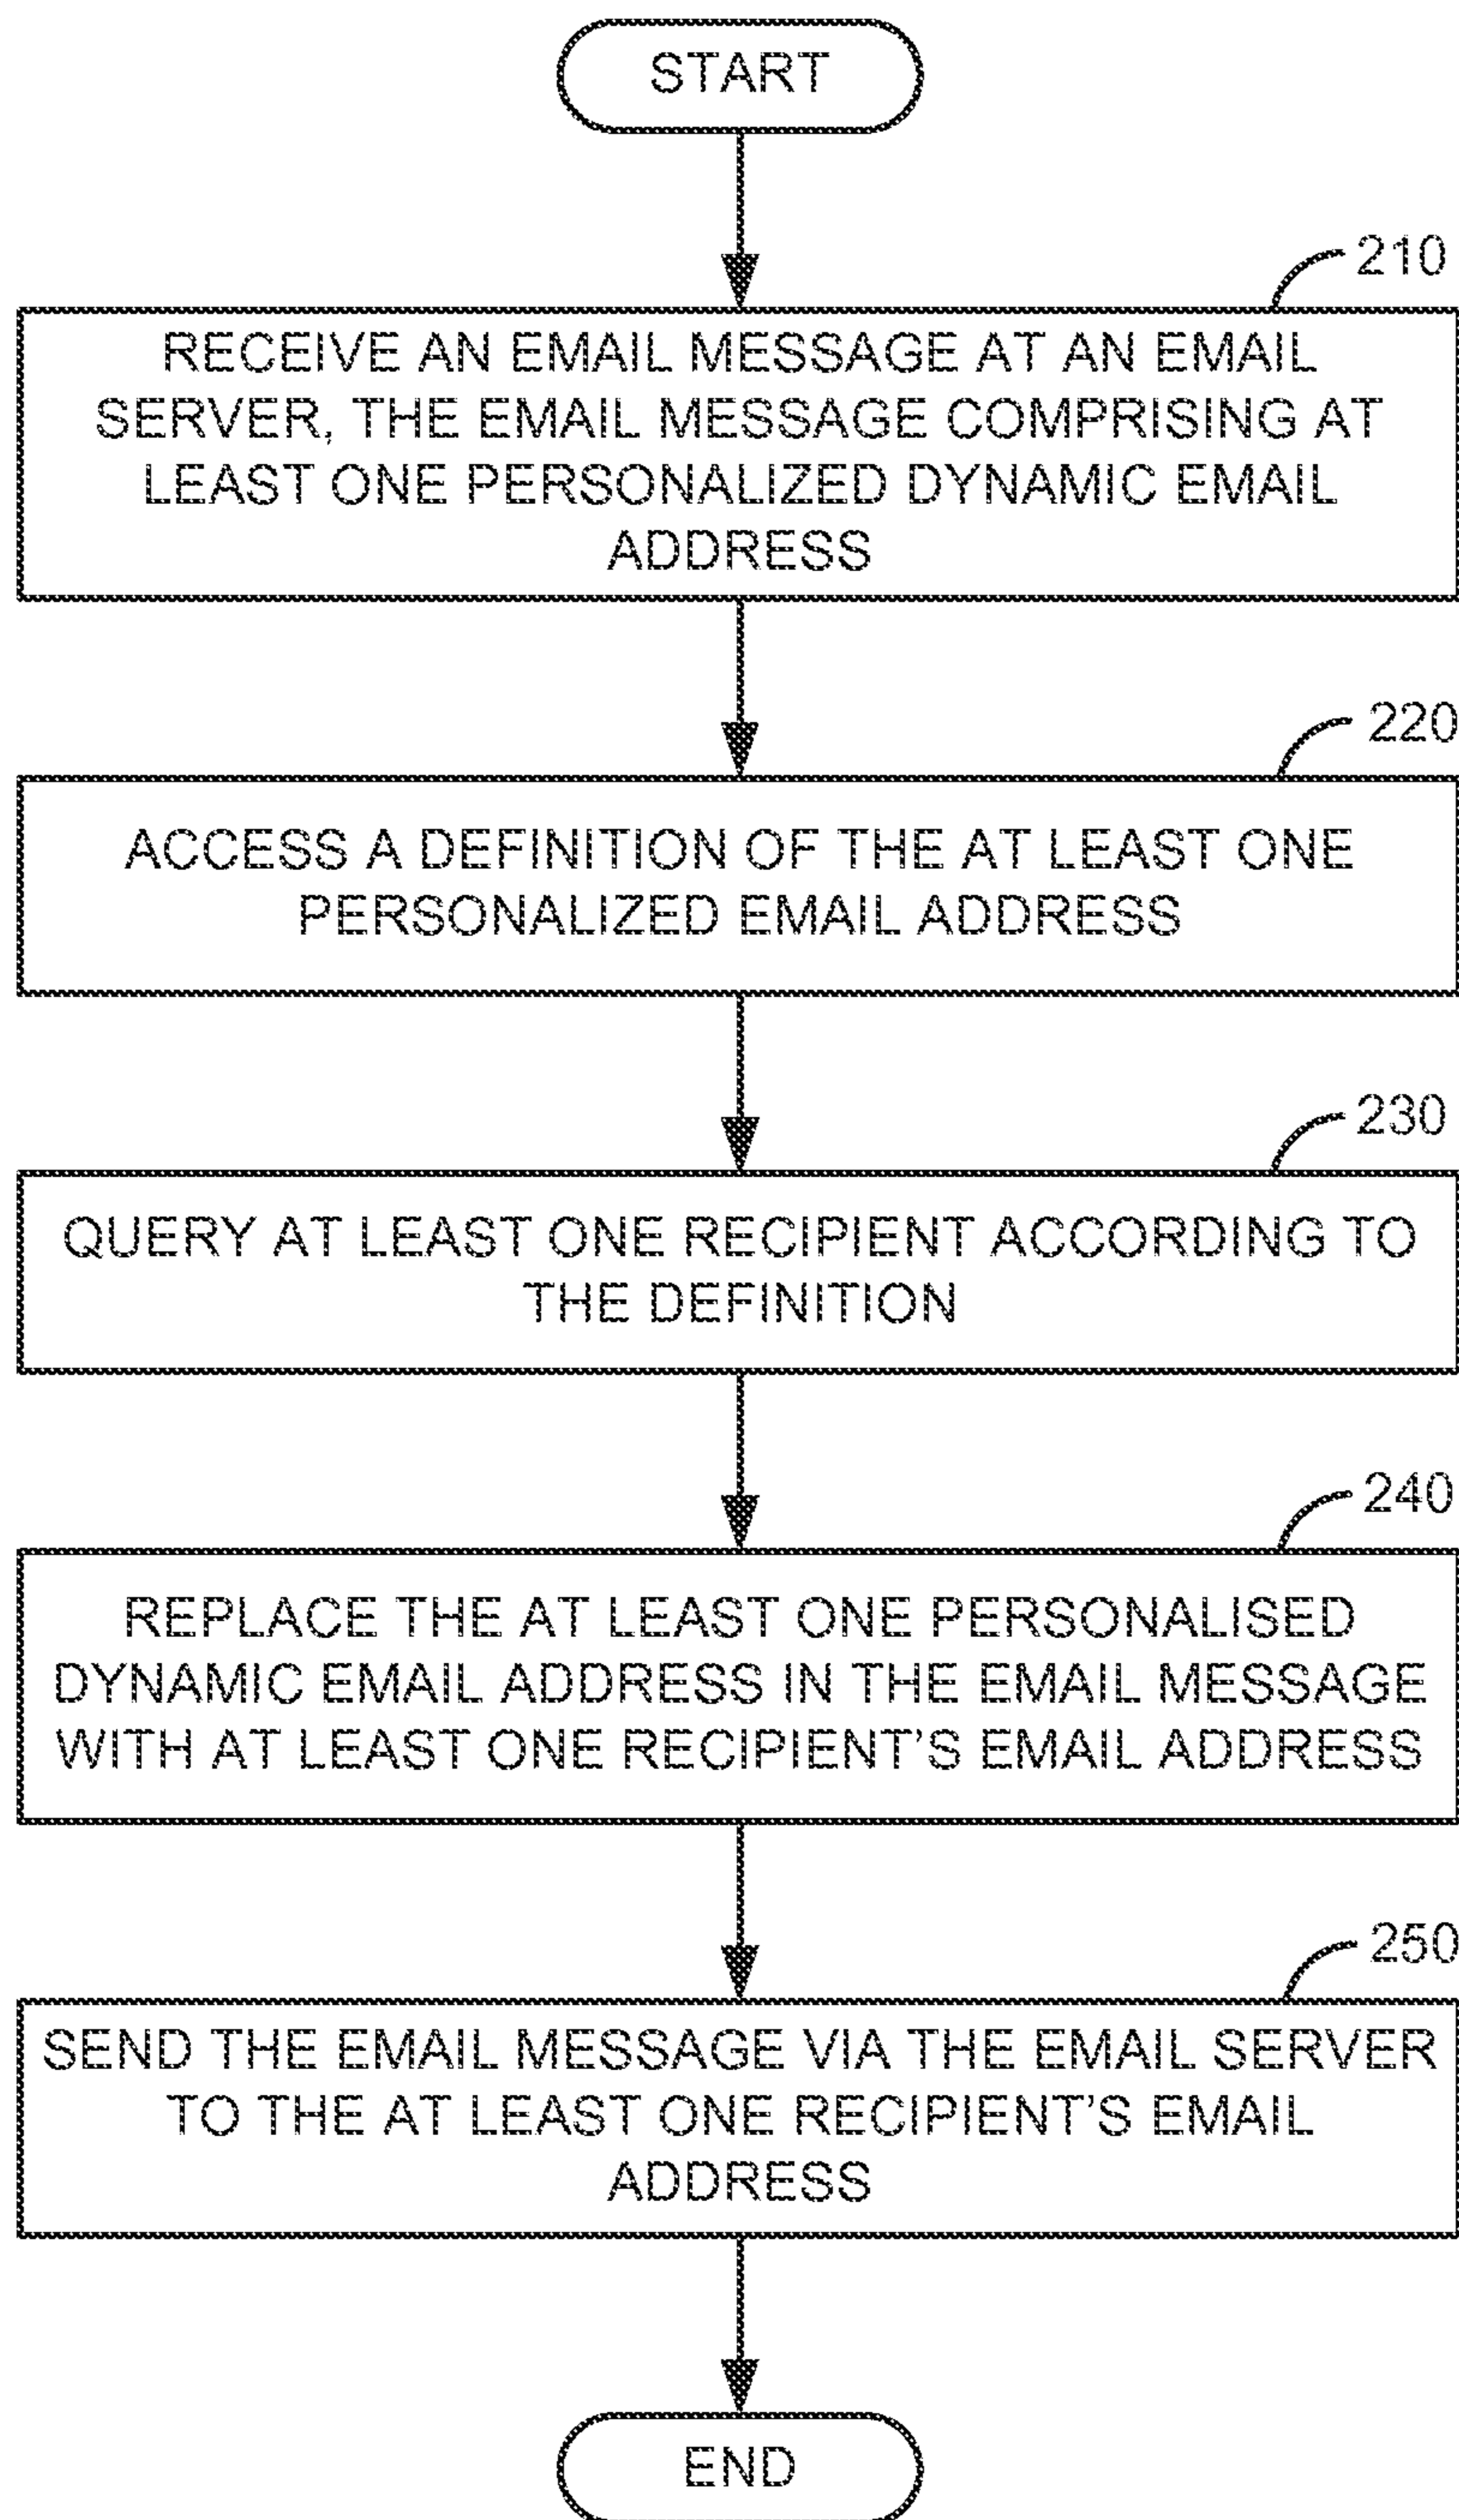 START
210
RECEIVE AN EMAIL MESSAGE AT AN EMAIL
SERVER, THE EMAIL MESSAGE COMPRISING AT
LEAST ONE PERSONALIZED DYNAMIC EMAIL
ADDRESS
220
ACCESS A DEFINITION OF THE AT LEAST ONE
PERSONALIZED EMAIL ADDRESS
230
QUERY AT LEAST ONE RECIPIENT ACCORDING TO
THE DEFINITION
240
REPLACE THE AT LEAST ONE PERSONALISED
DYNAMIC EMAIL ADDRESS IN THE EMAIL MESSAGE
WITH AT LEAST ONE RECIPIENT'S EMAIL ADDRESS
250
SEND THE EMAIL MESSAGE VIA THE EMAIL SERVER
TO THE AT LEAST ONE RECIPIENT'S EMAIL
ADDRESS
END